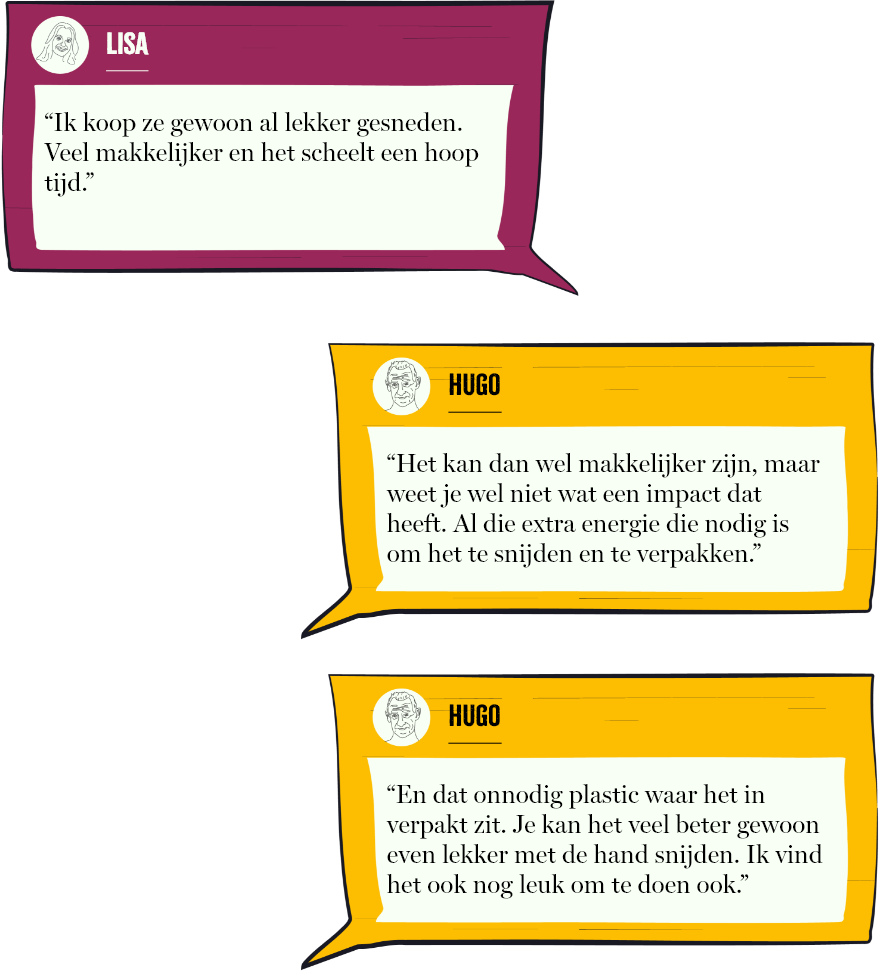 LISA
“Ik koop ze gewoon al lekker gesneden.
Veel makkelijker en het scheelt een hoop
tijd.”
HUGO
“Het kan dan wel makkelijker zijn, maar
weet je wel niet wat een impact dat
heeft. Al die extra energie die nodig is
om het te snijden en te verpakken.”
HUGO
“En dat onnodig plastic waar het in
verpakt zit. Je kan het veel beter gewoon
even lekker met de hand snijden. Ik vind
het ook nog leuk om te doen ook.”